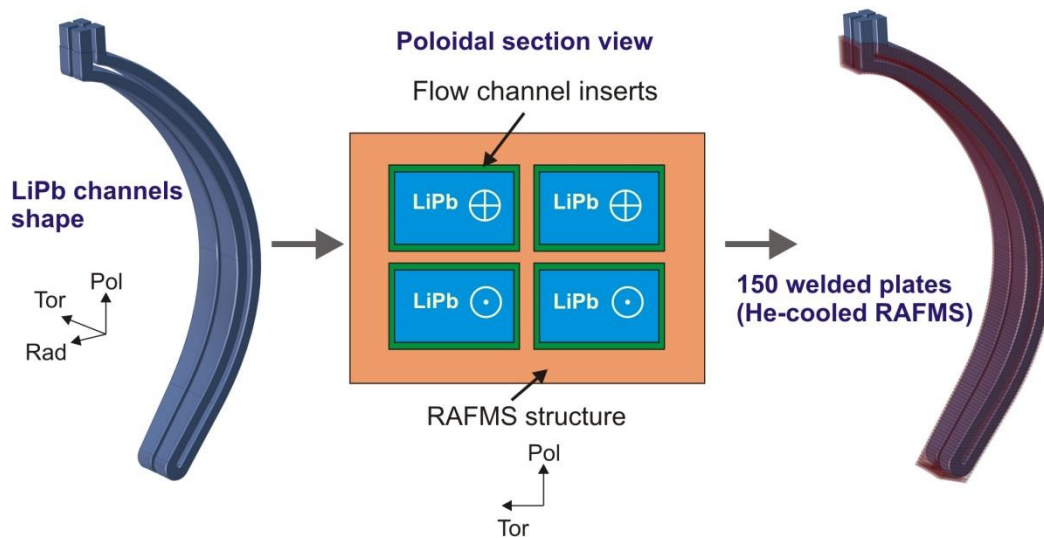 Poloidal section view
Flow channel inserts
LiPb channels
shape
Pol
Tor
Rad
LiPb
LiPb
LiPb
LiPb
RAFMS structure
Pol
Tor
150 welded plates
(He-cooled RAFMS)